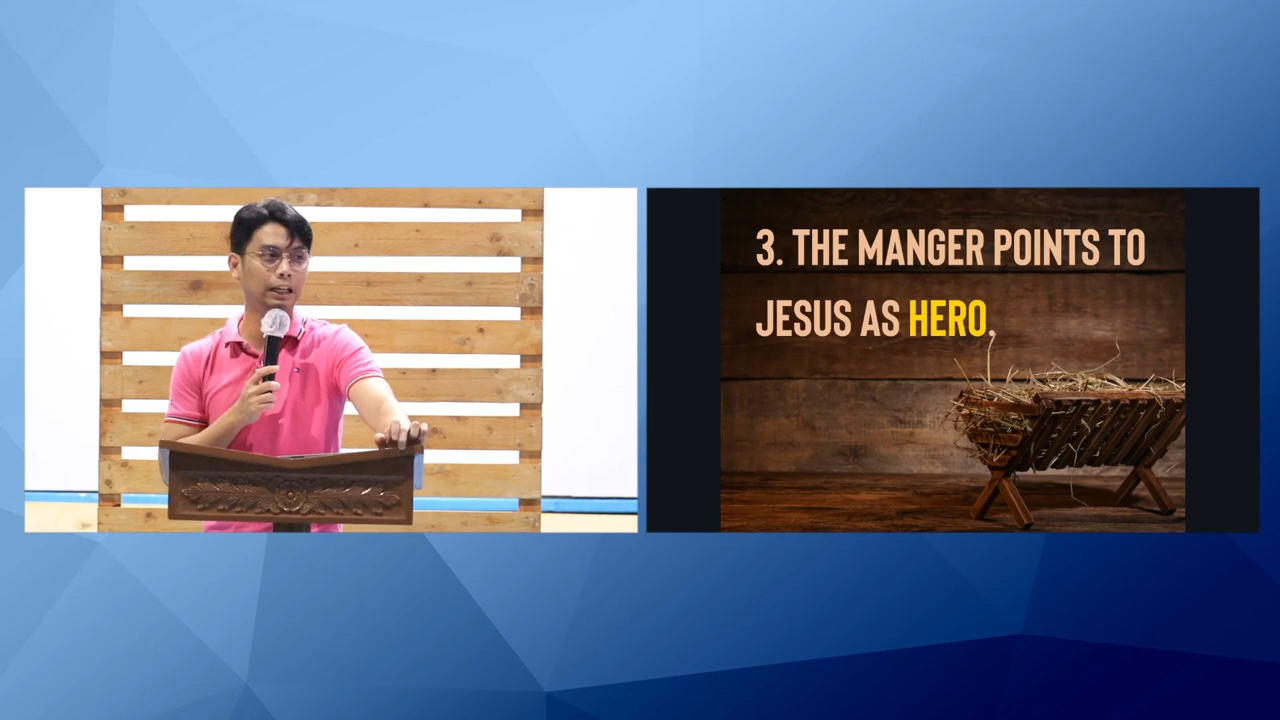 3. THE MANGER POINTS TO
JESUS AS HERO.